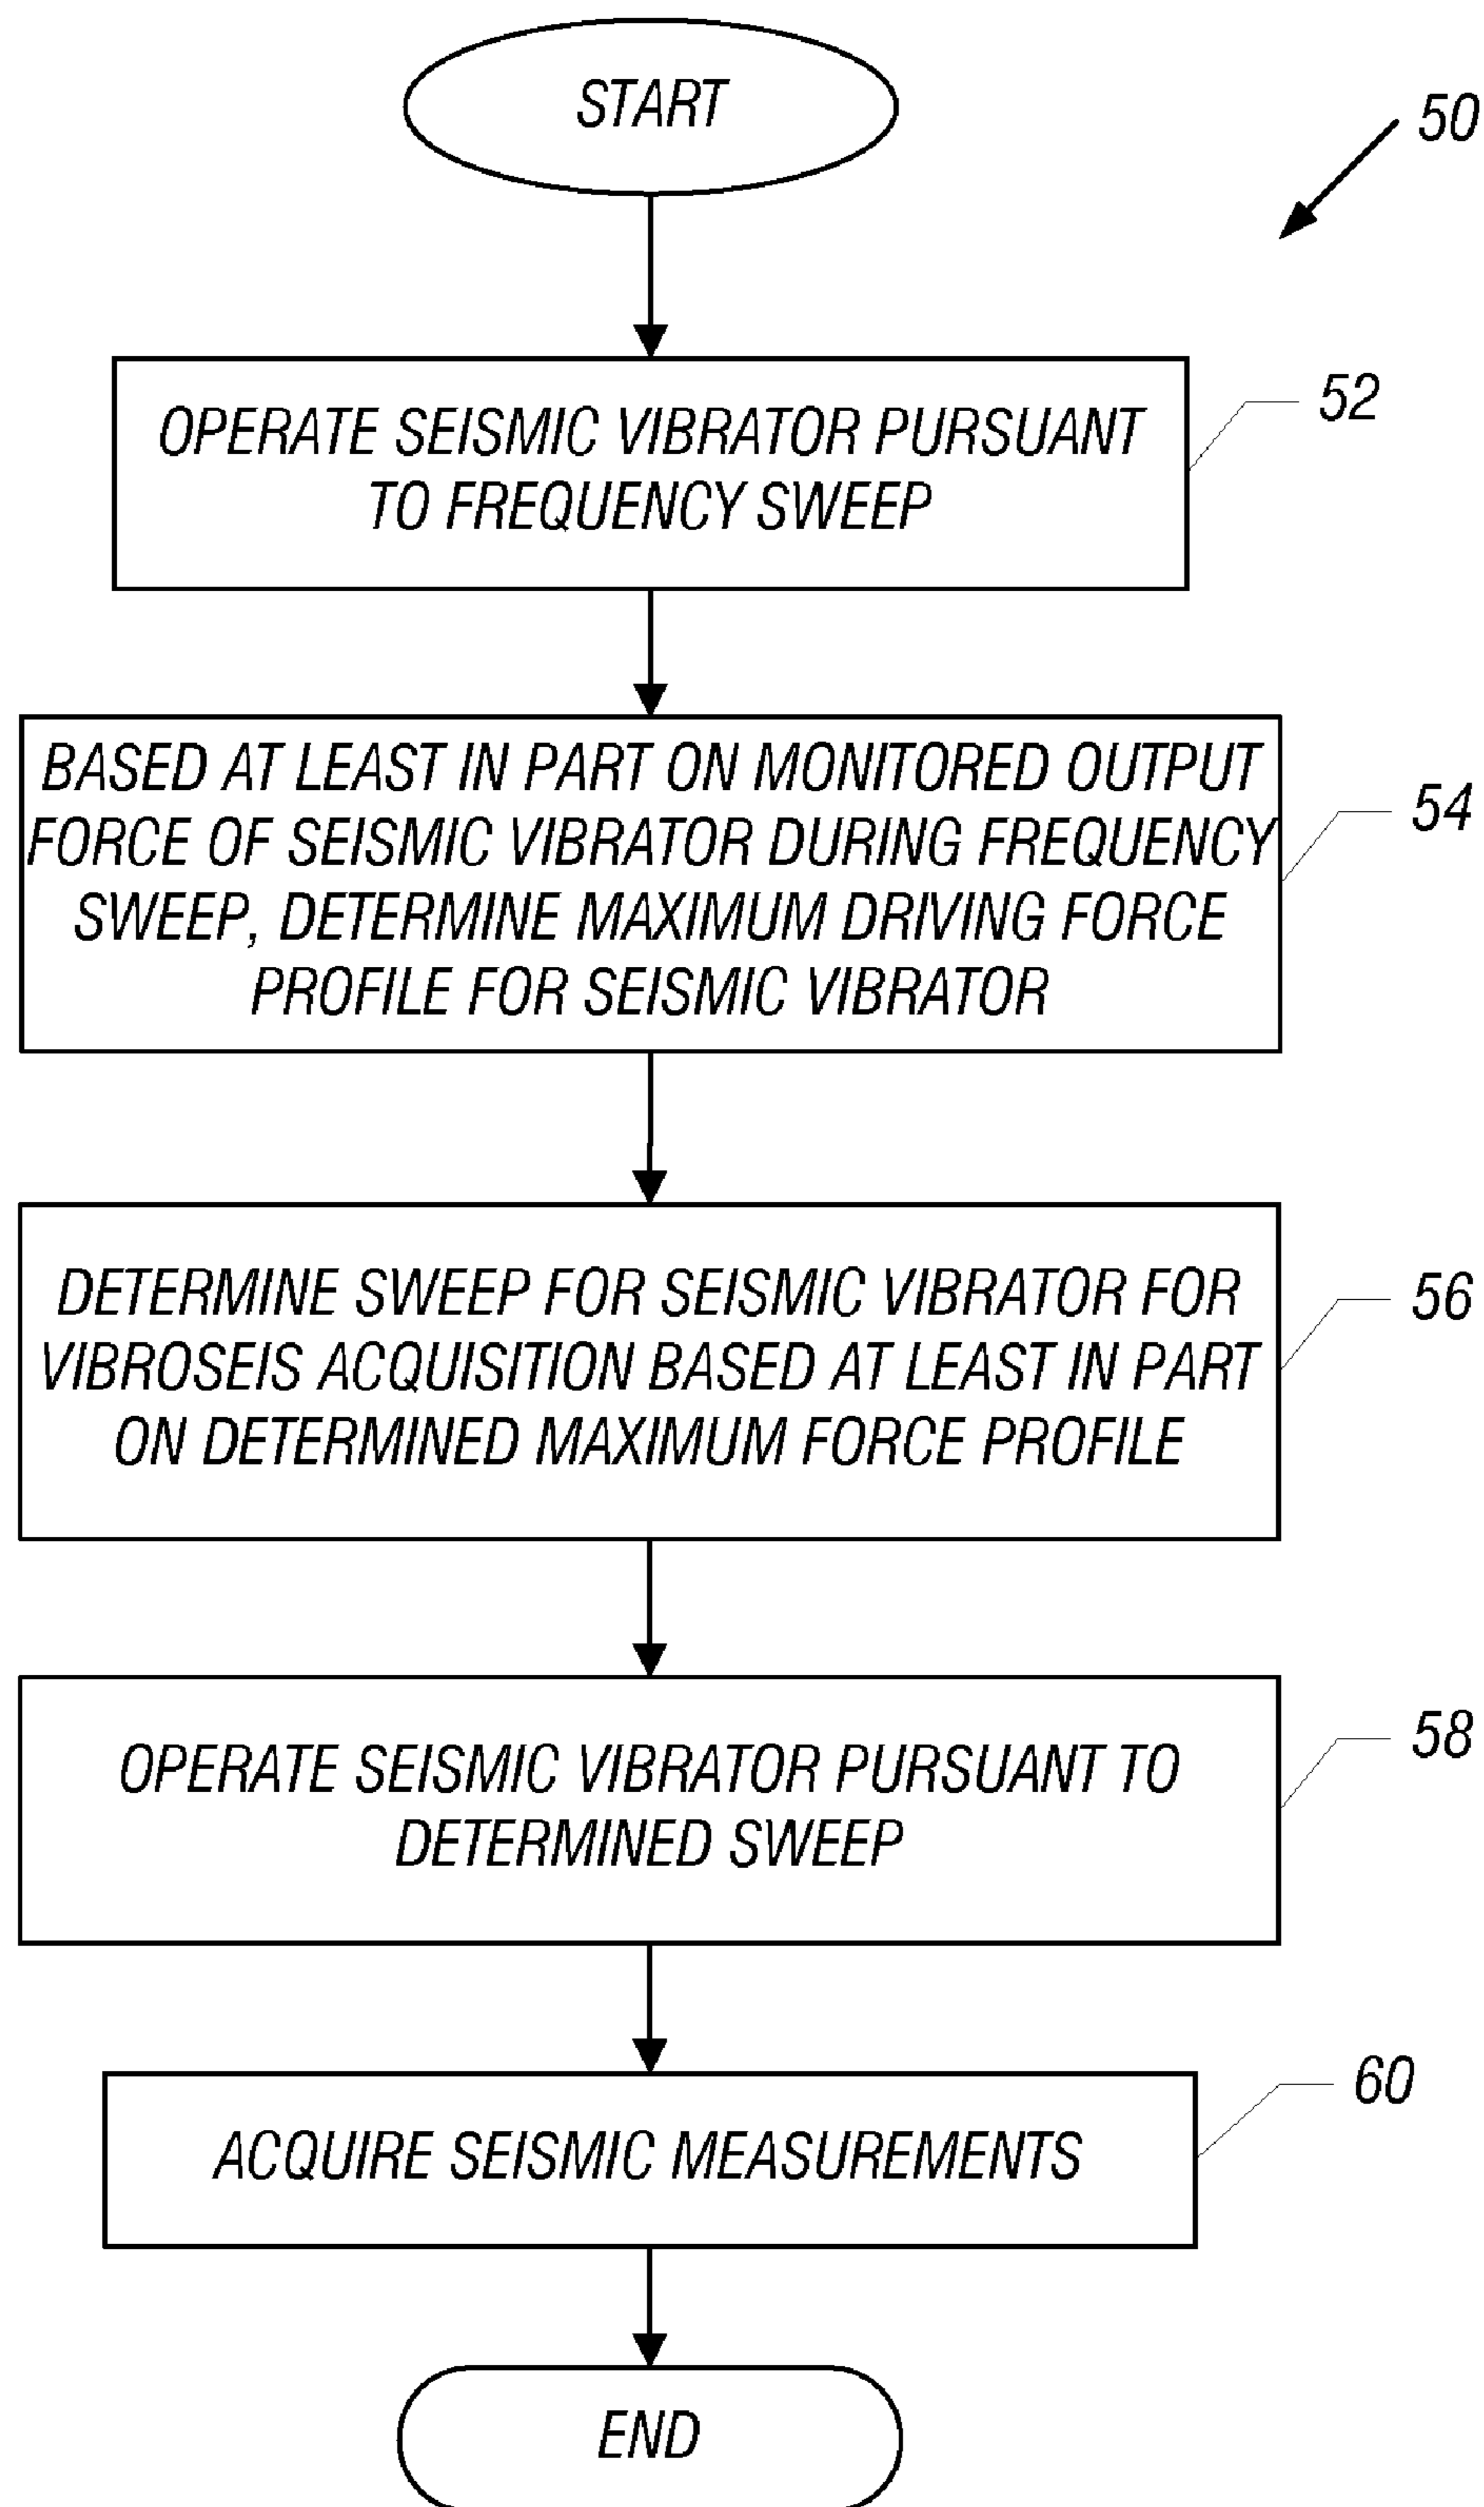 START
50
OPERATE SEISMIC VIBRATOR PURSUANT
TO FREQUENCY SWEEP
52
BASED AT LEAST IN PART ON MONITORED OUTPUT
FORCE OF SEISMIC VIBRATOR DURING FREQUENCY
SWEEP, DETERMINE MAXIMUM DRIVING FORCE
PROFILE FOR SEISMIC VIBRATOR
54
DETERMINE SWEEP FOR SEISMIC VIBRATOR FOR
VIBROSEIS ACQUISITION BASED AT LEAST IN PART
ON DETERMINED MAXIMUM FORCE PROFILE
56
OPERATE SEISMIC VIBRATOR PURSUANT TO
DETERMINED SWEEP
58
ACQUIRE SEISMIC MEASUREMENTS
60
END